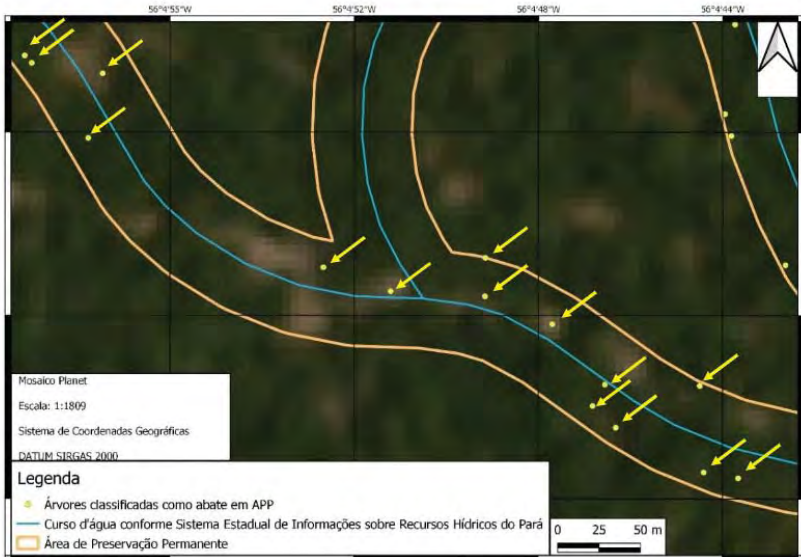 56°4'55"W 56°4'52"W 56°4'48"W 56°4'44"W
Mosaico Planet
Escala: 1:1809
Sistema de Coordenadas Geográficas
DATUM SIRGAS 2000
Legenda
Árvores classificadas como abate em APP
Curso d'água conforme Sistema Estadual de Informações sobre Recursos Hídricos do Pará
Área de Preservação Permanente
0 25 50 m